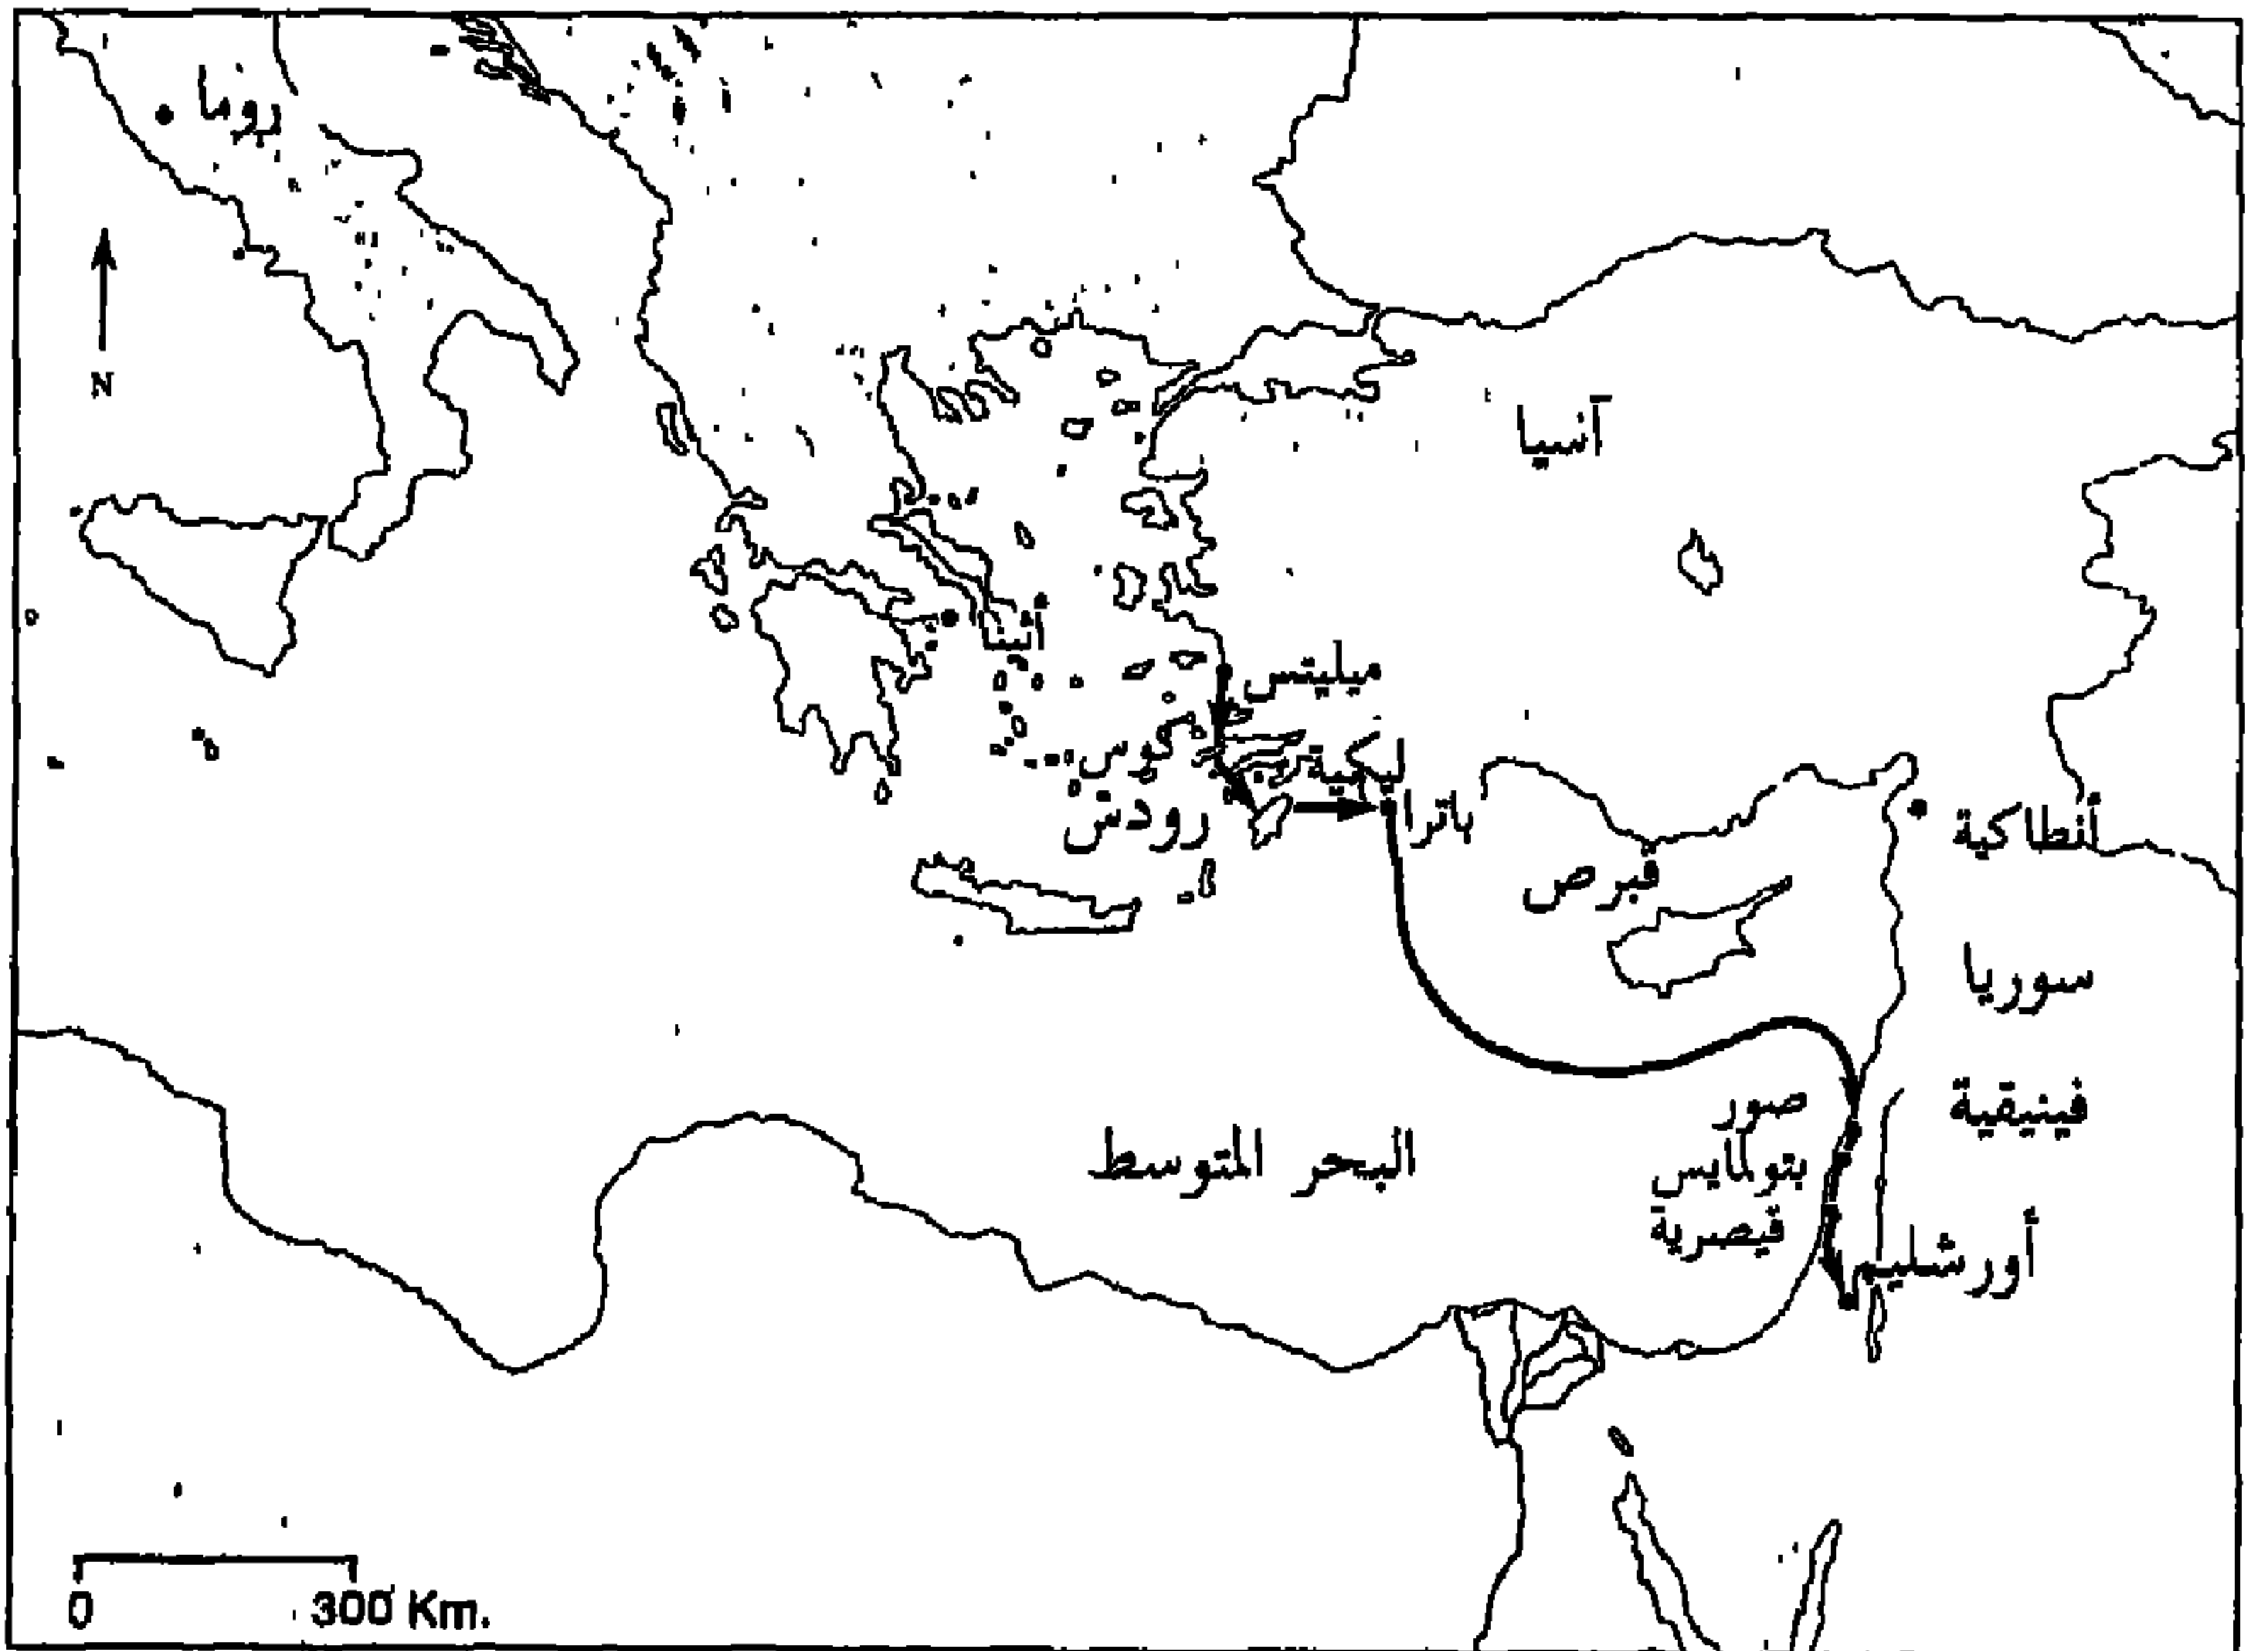 روما
N
آسيا
أثينا
ميليتس
كوس
ليكية
رودس
باترا
أنطاكية
قبرص
سوريا
فينيقية
صور
البحر المتوسط
بتولمايس
قيصرية
أورشليم
0
300 Km.